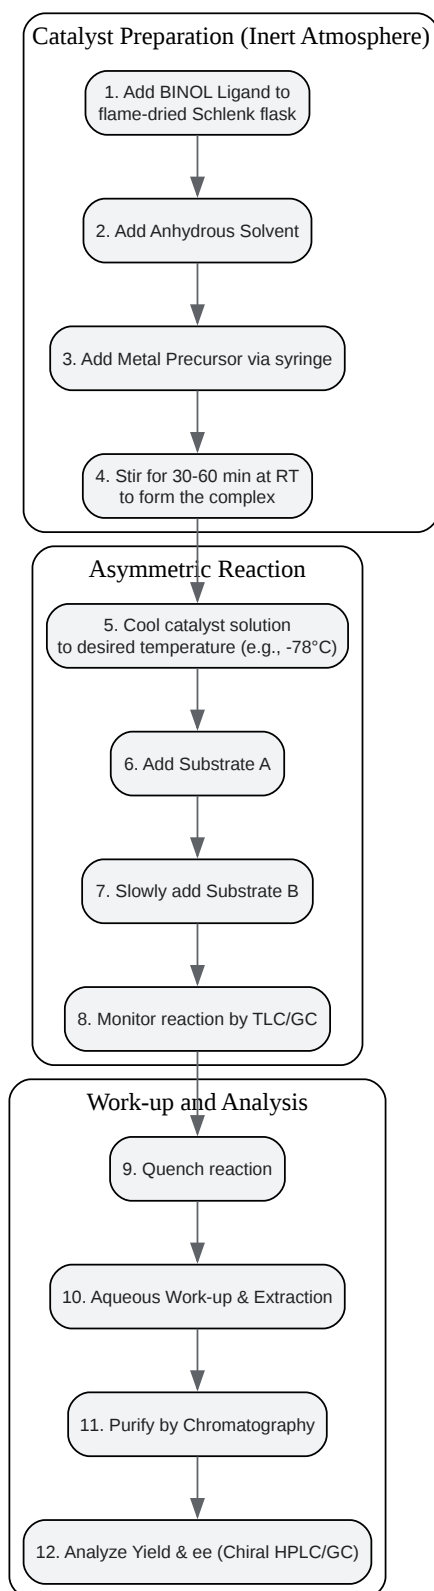 Catalyst Preparation (Inert Atmosphere)
1. Add BINOL Ligand to
flame-dried Schlenk flask
2. Add Anhydrous Solvent
3. Add Metal Precursor via syringe
4. Stir for 30-60 min at RT
to form the complex
Asymmetric Reaction
5. Cool catalyst solution
to desired temperature (e.g., -78°C)
6. Add Substrate A
7. Slowly add Substrate B
8. Monitor reaction by TLC/GC
Work-up and Analysis
9. Quench reaction
10. Aqueous Work-up & Extraction
11. Purify by Chromatography
12. Analyze Yield & ee (Chiral HPLC/GC)